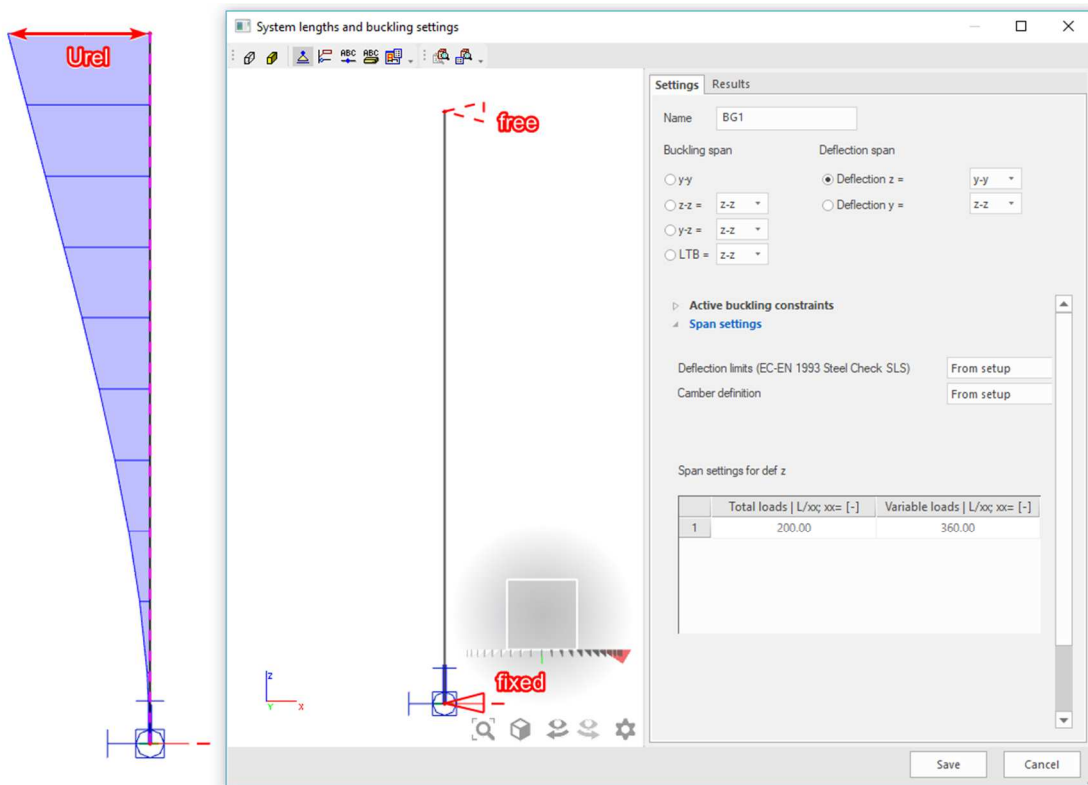 Urel
System lengths and buckling settings
ABC ABC
free
fixed
Z
Y X
Settings Results
Name BG1
Buckling span Deflection span
y-y Deflection z = y-y
z-z = z-z Deflection y = z-z
y-z = z-z
LTB = z-z
Active buckling constraints
Span settings
Deflection limits (EC-EN 1993 Steel Check SLS) From setup
Camber definition From setup
Span settings for def z
Total loads | L/xx; xx= [-] Variable loads | L/xx; xx= [-]
1 200.00 360.00
Save Cancel